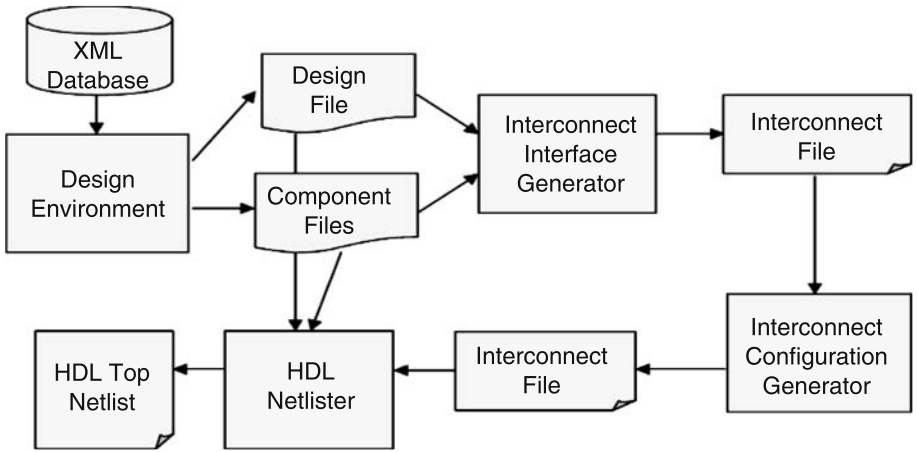 XML
Database
Design
Environment
Design
File
Component
Files
Interconnect
Interface
Generator
Interconnect
File
Interconnect
Configuration
Generator
Interconnect
File
HDL
Netlister
HDL Top
Netlist